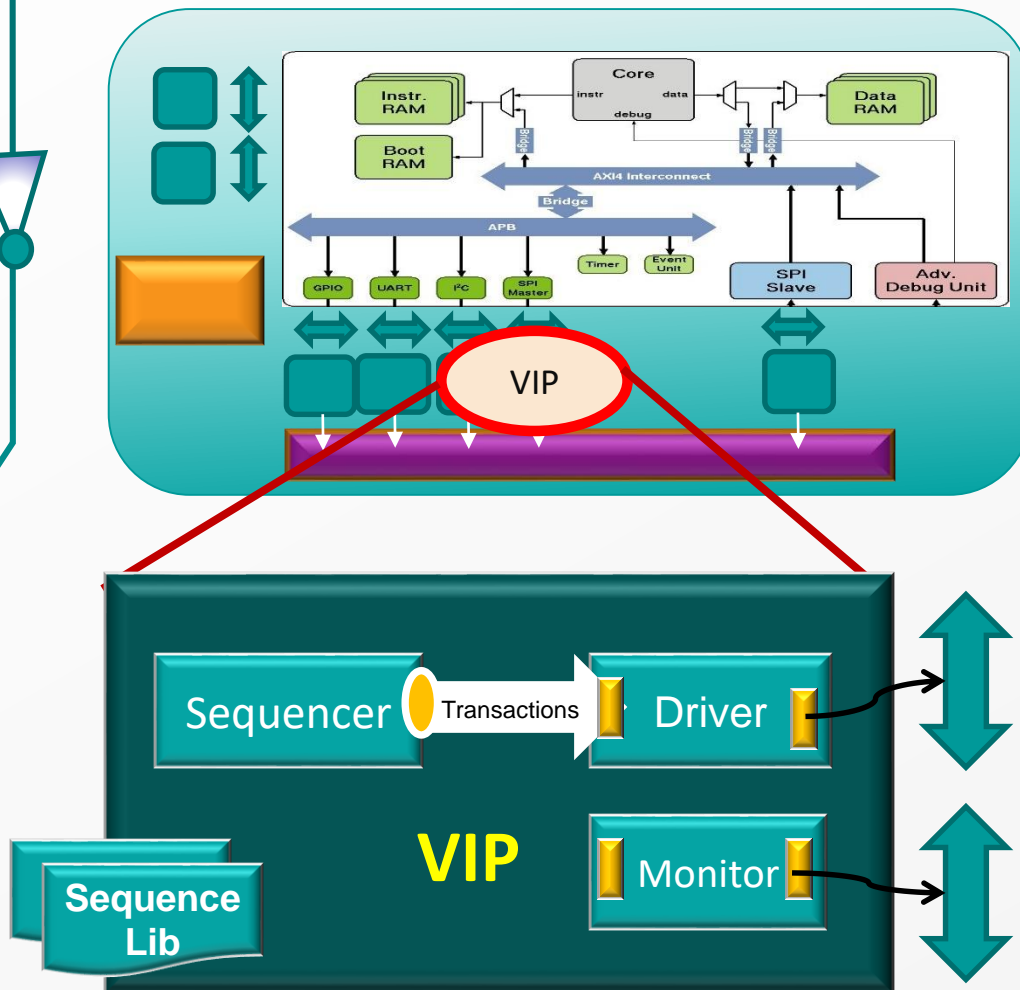 Core
instr
data
debug
Instr.
RAM
Data
RAM
Boot
RAM
Bridge
Bridge
Bridge
AXI4 Interconnect
Bridge
APB
GPIO
UART
I²C
SPI
Master
Timer
Event
Unit
SPI
Slave
Adv.
Debug Unit
VIP
Sequencer
Transactions
Driver
VIP
Monitor
Sequence
Lib